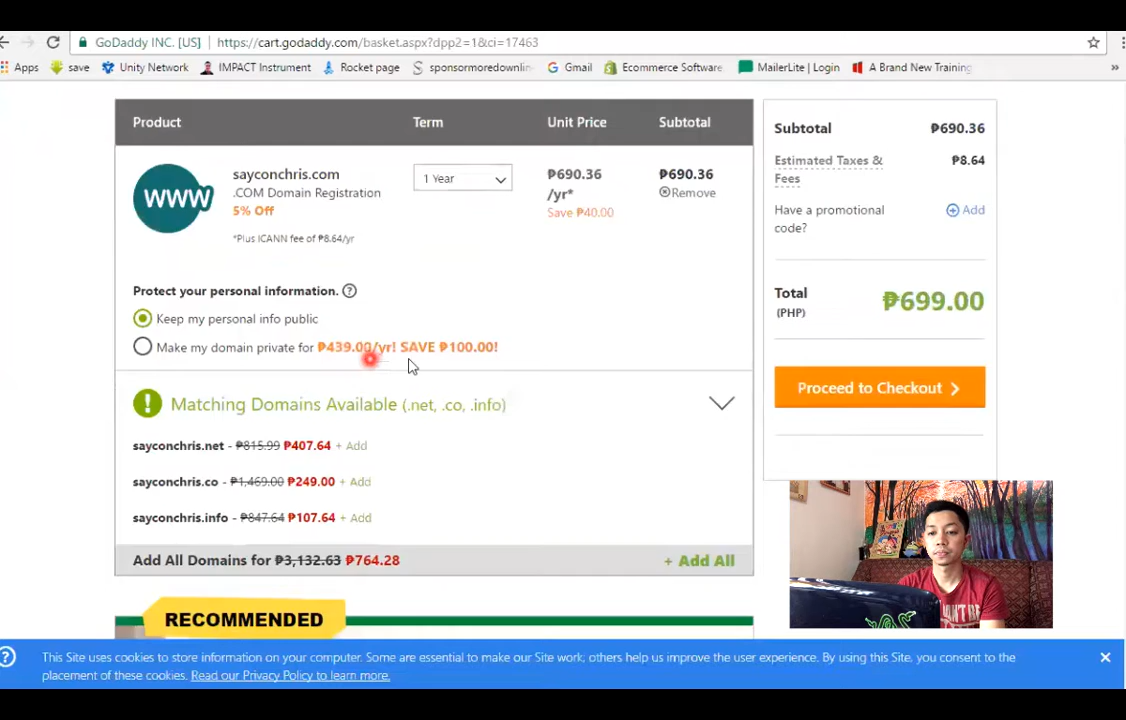 GoDaddy INC. [US] https://cart.godaddy.com/basket.aspx?dpp2=1&ci=17463
Apps save Unity Network IMPACT Instrument Rocket page sponsormoredownlin Gmail Ecommerce Software MailerLite | Login A Brand New Training »
Product Term Unit Price Subtotal
sayconchris.com
.COM Domain Registration
5% Off
*Plus ICANN fee of ₱8.64/yr
WWW
1 Year
₱690.36
/yr*
Save ₱40.00
₱690.36
Remove
Protect your personal information. ?
Keep my personal info public
Make my domain private for ₱439.00/yr! SAVE ₱100.00!
! Matching Domains Available (.net, .co, .info)
sayconchris.net - ₱815.99 ₱407.64 + Add
sayconchris.co - ₱1,469.00 ₱249.00 + Add
sayconchris.info - ₱847.64 ₱107.64 + Add
Add All Domains for ₱3,132.63 ₱764.28 + Add All
Subtotal ₱690.36
Estimated Taxes & ₱8.64
Fees
Have a promotional + Add
code?
Total ₱699.00
(PHP)
Proceed to Checkout
RECOMMENDED
? This Site uses cookies to store information on your computer. Some are essential to make our Site work; others help us improve the user experience. By using this Site, you consent to the
placement of these cookies. Read our Privacy Policy to learn more.